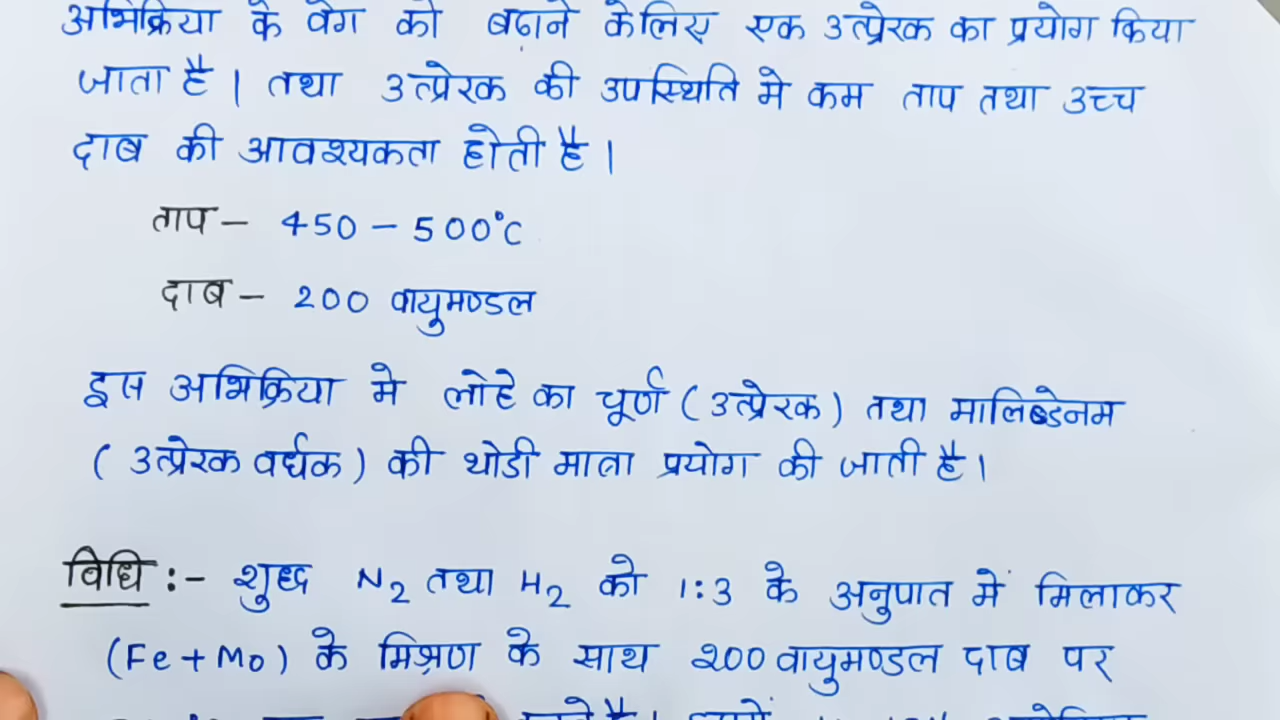 अभिक्रिया के वेग को बढाने केलिए एक उत्प्रेरक का प्रयोग किया
जाता है। तथा उत्प्रेरक की उपस्थिति मे कम ताप तथा उच्च
दाब की आवश्यकता होती है।
ताप — 450 – 500°C
दाब — 200 वायुमण्डल
इस अभिक्रिया मे लोहे का चूर्ण (उत्प्रेरक) तथा मालिब्डेनम
(उत्प्रेरक वर्धक) की थोडी मात्रा प्रयोग की जाती है।
विधि :- शुद्ध N₂ तथा H₂ को 1:3 के अनुपात में मिलाकर
(Fe+Mo) के मिश्रण के साथ 200 वायुमण्डल दाब पर
है।